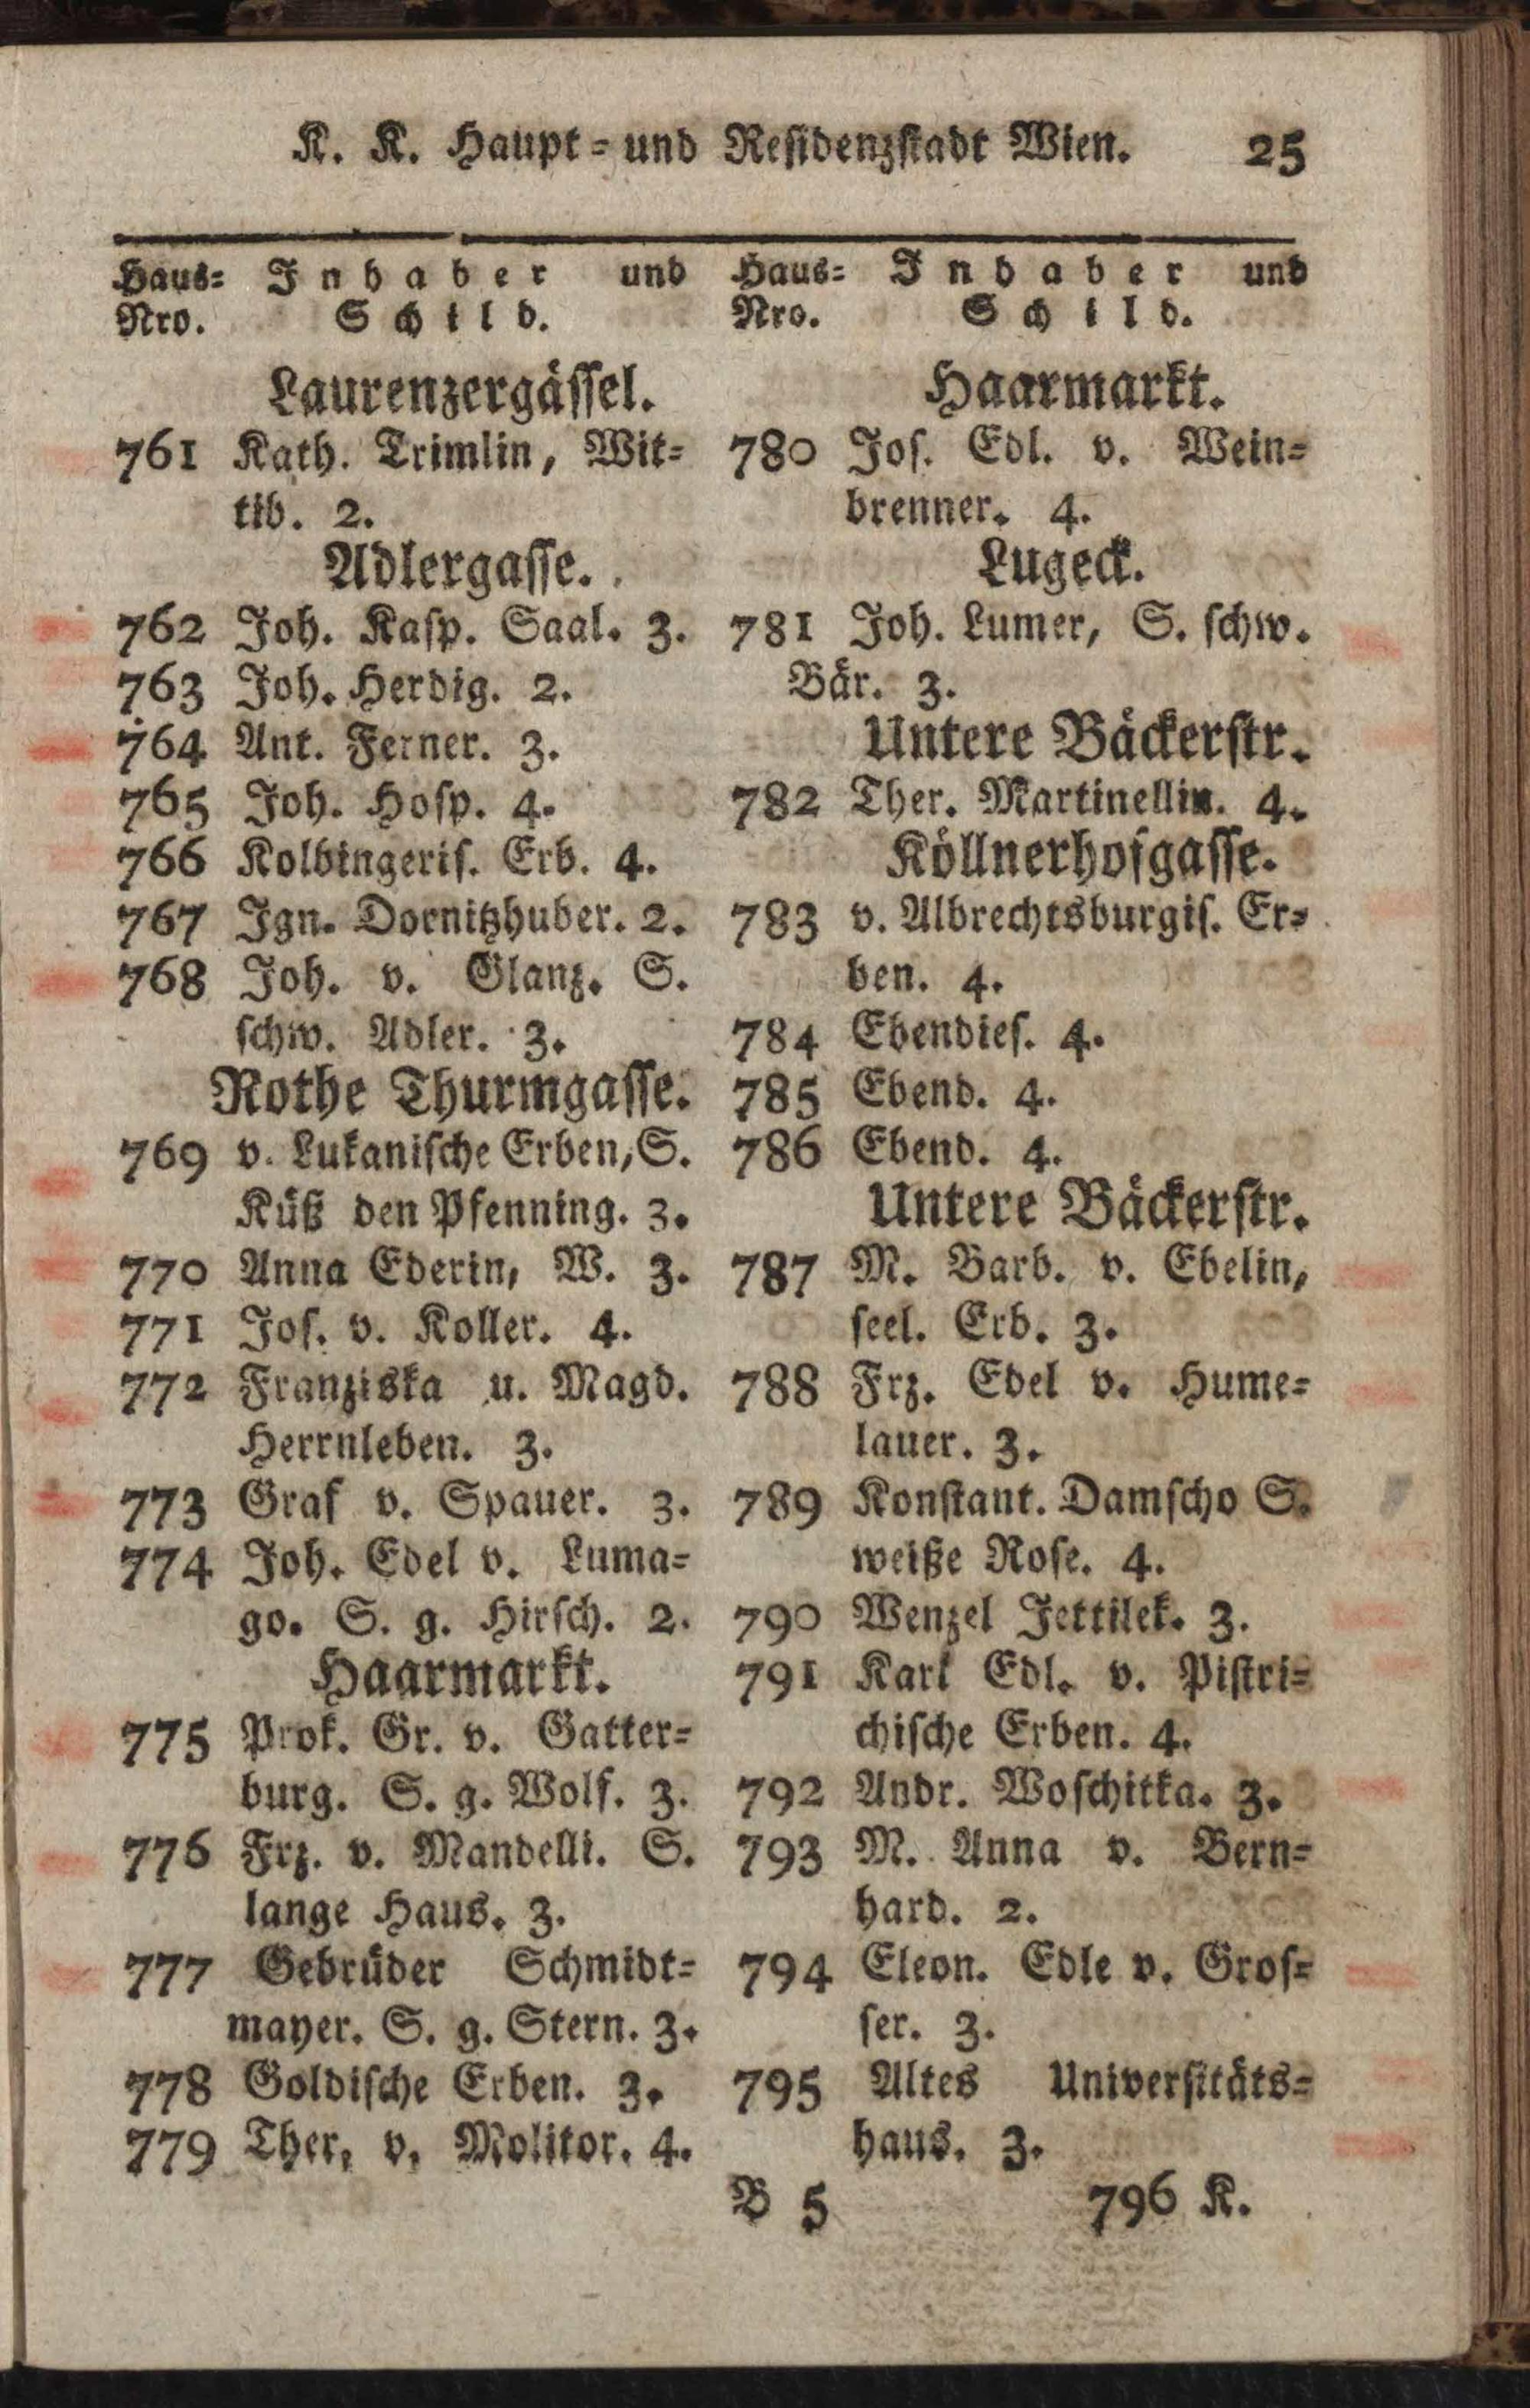 K. K. Haupt- und Residenzstadt Wien. 25
Haus- Inhaber und
Nro. Schild.
Laurenzergässel.
761 Kath. Trimlin, Wit-
tib. 2.
Adlergasse.
762 Joh. Kasp. Saal. 3.
763 Joh. Herdig. 2.
764 Ant. Ferner. 3.
765 Joh. Hosp. 4.
766 Kolbingeris. Erb. 4.
767 Ign. Dornitzhuber. 2.
768 Joh. v. Glanz. S.
schw. Adler. 3.
Rothe Thurmgasse.
769 v. Lukanische Erben, S.
Küß den Pfenning. 3.
770 Anna Ederin, W. 3.
771 Jos. v. Koller. 4.
772 Franziska u. Magd.
Herrnleben. 3.
773 Graf v. Spauer. 3.
774 Joh. Edel v. Luma-
go. S. g. Hirsch. 2.
Haarmarkt.
775 Prok. Gr. v. Gatter-
burg. S. g. Wolf. 3.
776 Frz. v. Mandelli. S.
lange Haus. 3.
777 Gebrüder Schmidt-
mayer. S. g. Stern. 3.
778 Goldische Erben. 3.
779 Ther. v. Molitor. 4.
Haus- Inhaber und
Nro. Schild.
Haarmarkt.
780 Jos. Edl. v. Wein-
brenner. 4.
Lugeck.
781 Joh. Lumer, S. schw.
Bär. 3.
Untere Bäckerstr.
782 Ther. Martinellin. 4.
Köllnerhofgasse.
783 v. Albrechtsburgis. Er-
ben. 4.
784 Ebendies. 4.
785 Ebend. 4.
786 Ebend. 4.
Untere Bäckerstr.
787 M. Barb. v. Ebelin,
seel. Erb. 3.
788 Frz. Edel v. Hume-
lauer. 3.
789 Konstant. Damscho S.
weiße Rose. 4.
790 Wenzel Jettilek. 3.
791 Karl Edl. v. Pistri-
chische Erben. 4.
792 Andr. Woschitka. 3.
793 M. Anna v. Bern-
hard. 2.
794 Eleon. Edle v. Gros-
ser. 3.
795 Altes Universitäts-
haus. 3.
B 5 796 K.